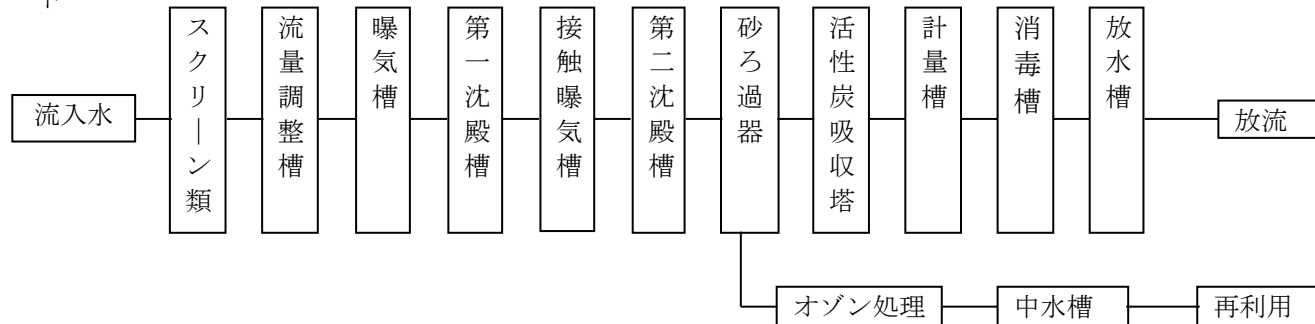 流入水
スクリーン類
流量調整槽
曝気槽
第一沈殿槽
接触曝気槽
第二沈殿槽
砂ろ過器
活性炭吸収塔
計量槽
消毒槽
放水槽
放流
オゾン処理
中水槽
再利用